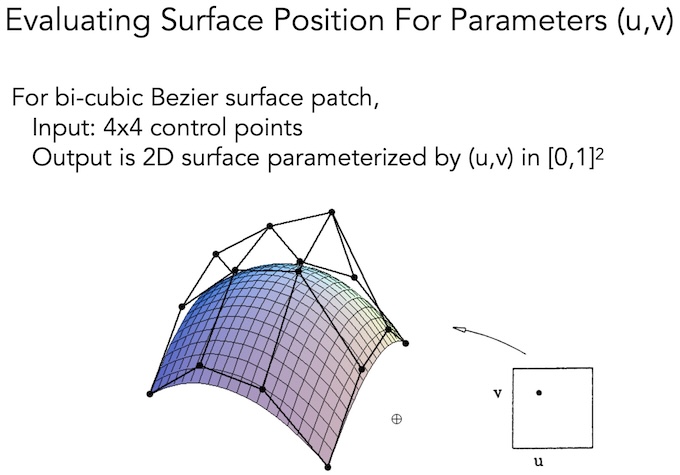 Evaluating Surface Position For Parameters (u,v)
For bi-cubic Bezier surface patch,
Input: 4x4 control points
Output is 2D surface parameterized by (u,v) in [0,1]²
v
u